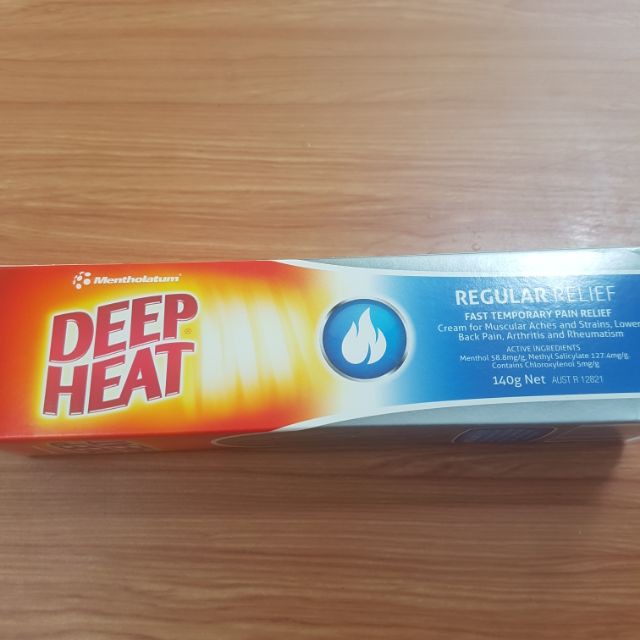 Mentholatum®
DEEP
HEAT®
REGULAR RELIEF
FAST TEMPORARY PAIN RELIEF
Cream for Muscular Aches and Strains, Lower
Back Pain, Arthritis and Rheumatism
ACTIVE INGREDIENTS
Menthol 58.8mg/g, Methyl Salicylate 127.4mg/g,
Contains Chloroxylenol 5mg/g
140g Net AUST R 12821